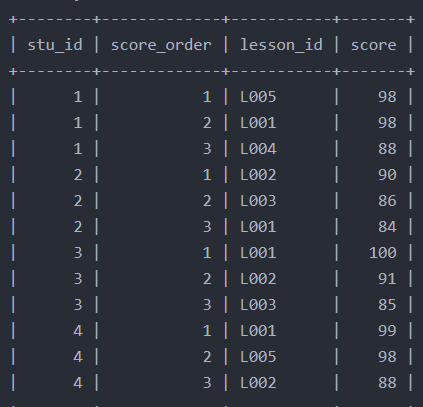 +--------+-------------+-----------+-------+
| stu_id | score_order | lesson_id | score |
+--------+-------------+-----------+-------+
|      1 |           1 | L005      |    98 |
|      1 |           2 | L001      |    98 |
|      1 |           3 | L004      |    88 |
|      2 |           1 | L002      |    90 |
|      2 |           2 | L003      |    86 |
|      2 |           3 | L001      |    84 |
|      3 |           1 | L001      |   100 |
|      3 |           2 | L002      |    91 |
|      3 |           3 | L003      |    85 |
|      4 |           1 | L001      |    99 |
|      4 |           2 | L005      |    98 |
|      4 |           3 | L002      |    88 |